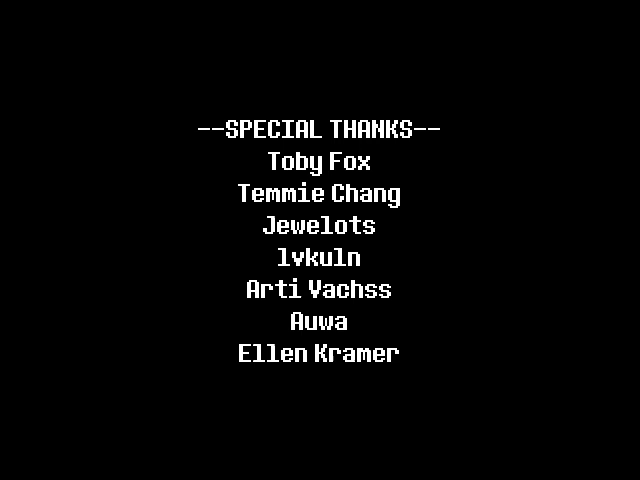 --SPECIAL THANKS--
Toby Fox
Temmie Chang
Jewelots
lvkuln
Arti Vachss
Auwa
Ellen Kramer